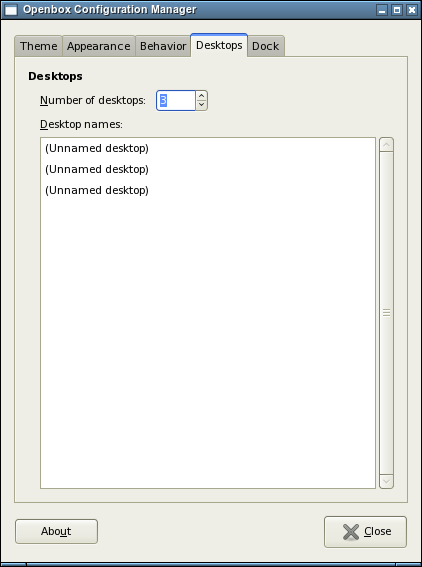 Openbox Configuration Manager
Theme Appearance Behavior Desktops Dock
Desktops
Number of desktops: 3
Desktop names:
(Unnamed desktop)
(Unnamed desktop)
(Unnamed desktop)
About Close